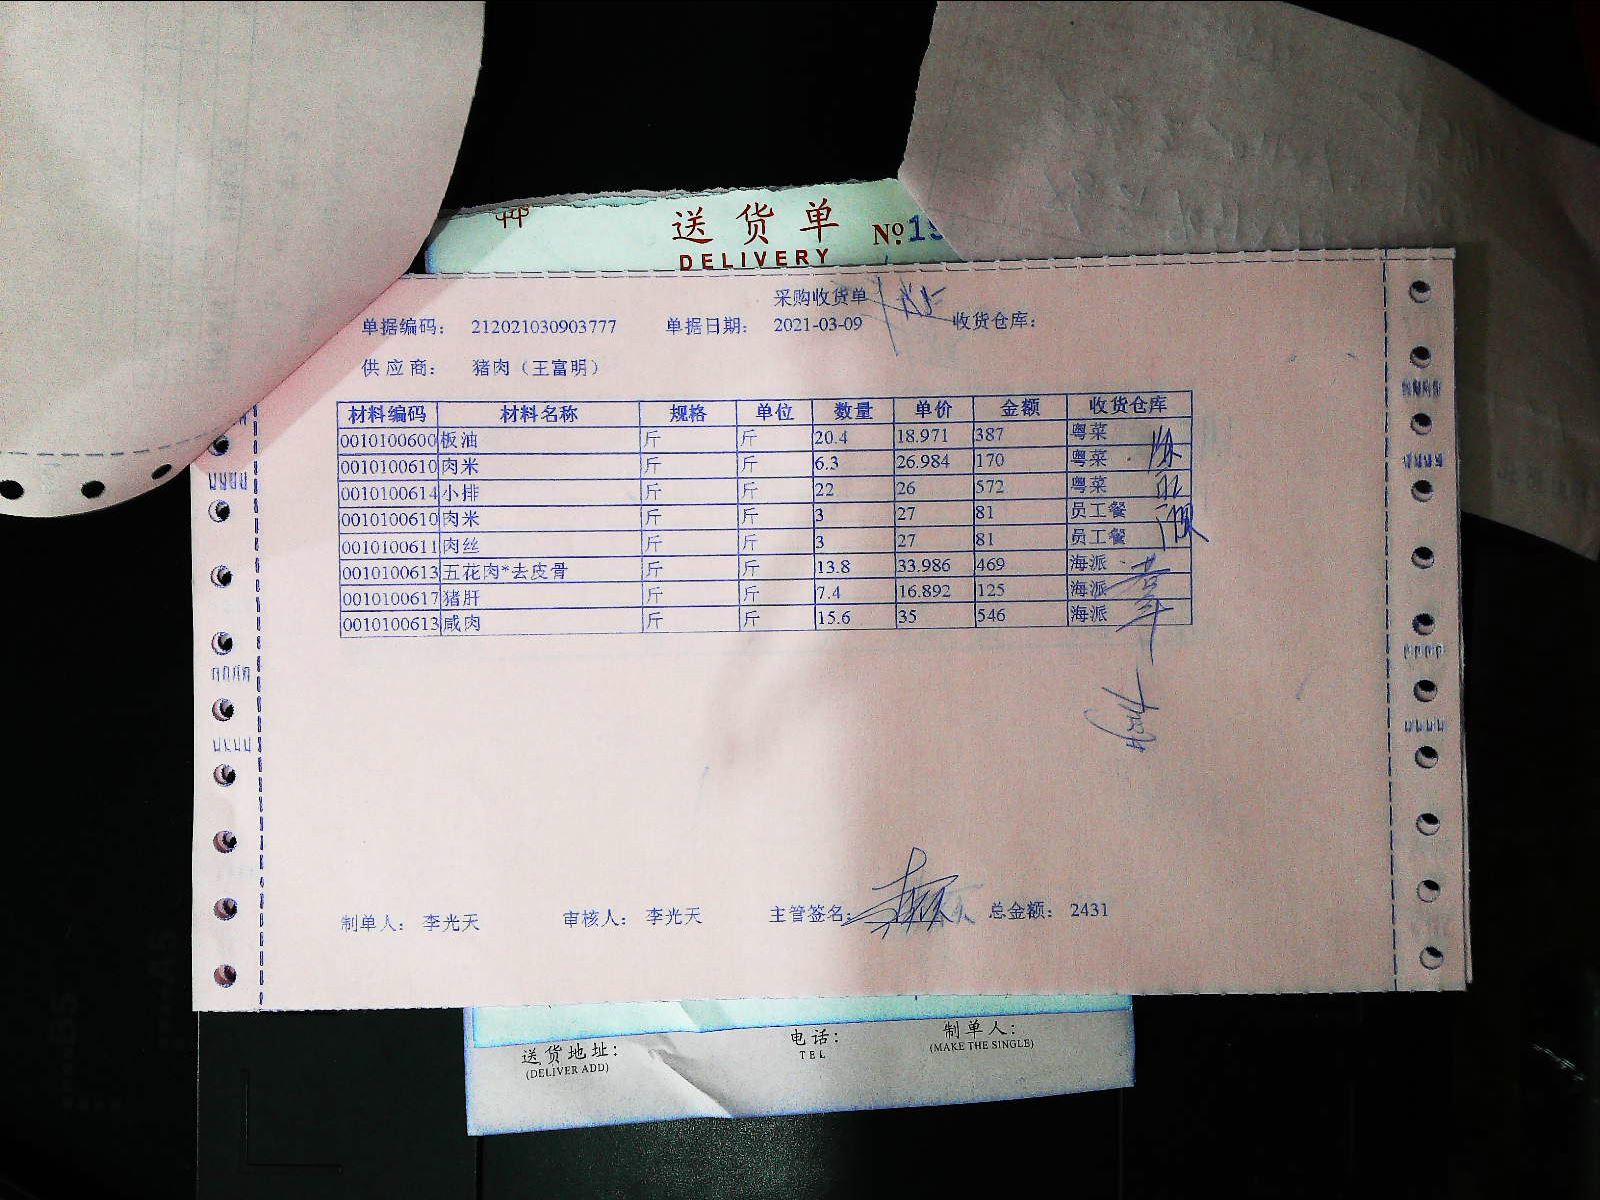 送货单 No. 15
DELIVERY
采购收货单
单据编码： 212021030903777 单据日期： 2021-03-09 收货仓库：
供应商： 猪肉（王富明）
材料编码 材料名称 规格 单位 数量 单价 金额 收货仓库
0010100600 板油 斤 斤 20.4 18.971 387 粤菜
0010100610 肉米 斤 斤 6.3 26.984 170 粤菜
0010100614 小排 斤 斤 22 26 572 粤菜
0010100610 肉米 斤 斤 3 27 81 员工餐
0010100611 肉丝 斤 斤 3 27 81 员工餐
0010100613 五花肉*去皮骨 斤 斤 13.8 33.986 469 海派
0010100617 猪肝 斤 斤 7.4 16.892 125 海派
0010100613 咸肉 斤 斤 15.6 35 546 海派
制单人： 李光天 审核人： 李光天 主管签名： 总金额： 2431
送货地址： 电话： 制单人：
(DELIVER ADD) TEL (MAKE THE SINGLE)